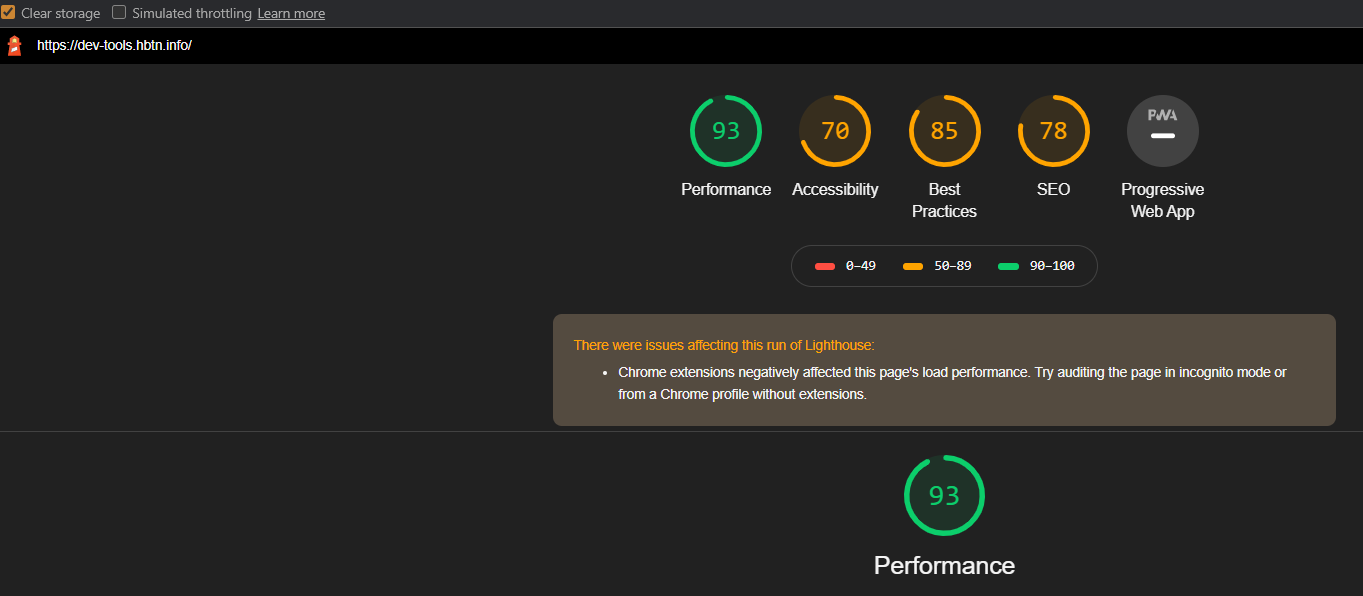 Clear storage Simulated throttling Learn more
https://dev-tools.hbtn.info/
93 70 85 78 PWA
Performance Accessibility Best Practices SEO Progressive Web App
0–49 50–89 90–100
There were issues affecting this run of Lighthouse:
• Chrome extensions negatively affected this page's load performance. Try auditing the page in incognito mode or
from a Chrome profile without extensions.
93
Performance